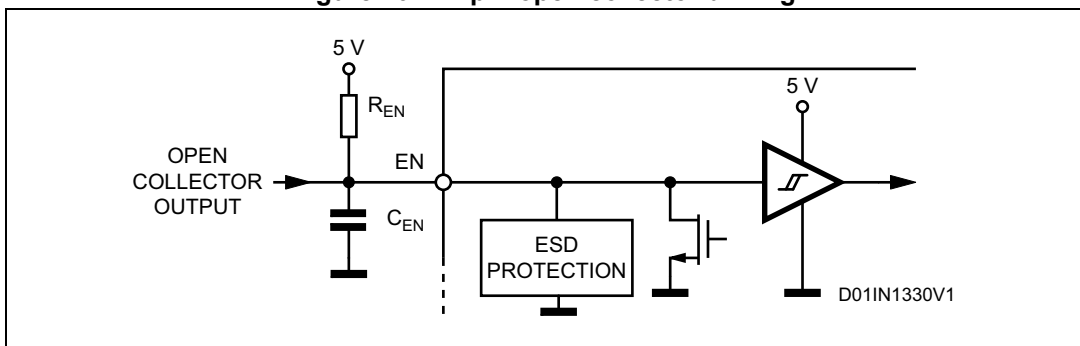 5 V
R_EN
5 V
OPEN
COLLECTOR
OUTPUT
EN
C_EN
ESD
PROTECTION
D01IN1330V1